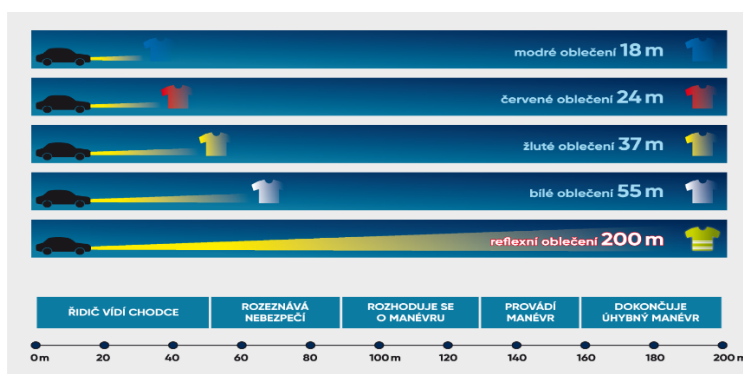 modré oblečení 18 m
červené oblečení 24 m
žluté oblečení 37 m
bílé oblečení 55 m
reflexní oblečení 200 m
ŘIDIČ VÍDÍ CHODCE
ROZEZNÁVÁ
NEBEZPEČÍ
ROZHODUJE SE
O MANÉVRU
PROVÁDÍ
MANÉVR
DOKONČUJE
ÚHYBNÝ MANÉVR
0 m 20 40 60 80 100 m 120 140 160 180 200 m